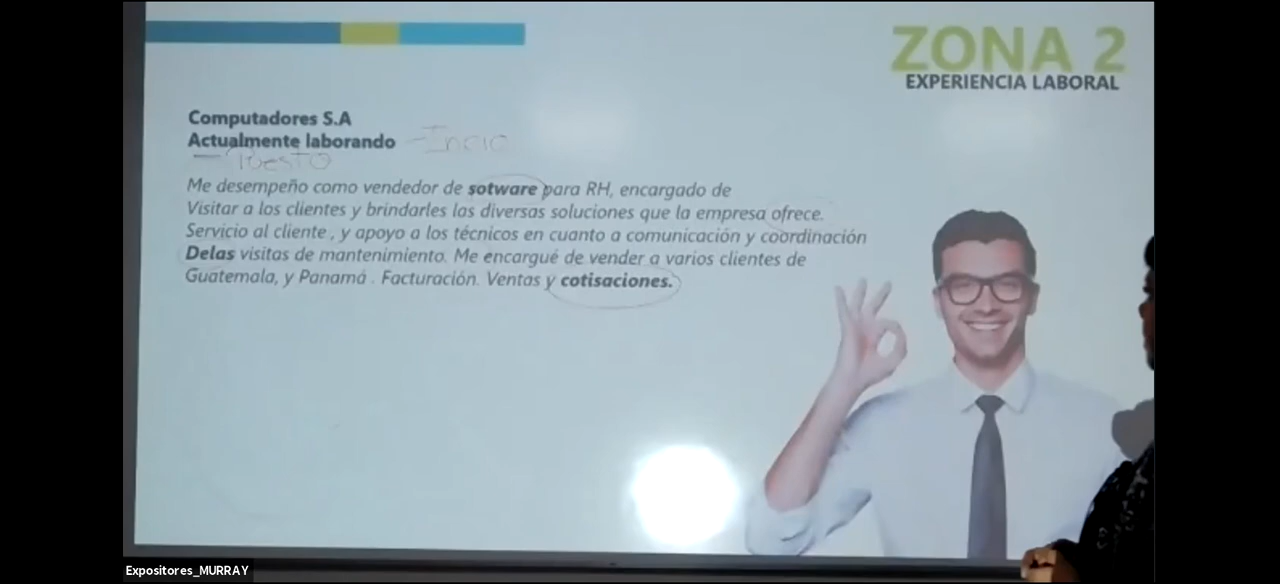 ZONA 2
EXPERIENCIA LABORAL
Computadores S.A
Actualmente laborando - Inicio
- Puesto
Me desempeño como vendedor de sotware para RH, encargado de
Visitar a los clientes y brindarles las diversas soluciones que la empresa ofrece.
Servicio al cliente , y apoyo a los técnicos en cuanto a comunicación y coordinación
Delas visitas de mantenimiento. Me encargué de vender a varios clientes de
Guatemala, y Panamá . Facturación. Ventas y cotisaciones.
Expositores_MURRAY